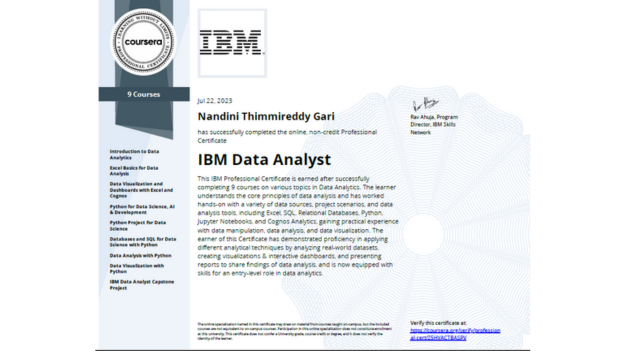 LEARNING WITHOUT LIMITS
coursera
PROFESSIONAL CERTIFICATE
IBM
9 Courses
Introduction to Data
Analytics
Excel Basics for Data
Analysis
Data Visualization and
Dashboards with Excel and
Cognos
Python for Data Science, AI
& Development
Python Project for Data
Science
Databases and SQL for Data
Science with Python
Data Analysis with Python
Data Visualization with
Python
IBM Data Analyst Capstone
Project
Jul 22, 2023
Nandini Thimmireddy Gari
has successfully completed the online, non-credit Professional
Certificate
IBM Data Analyst
This IBM Professional Certificate is earned after successfully
completing 9 courses on various topics in Data Analytics. The learner
understands the core principles of data analysis and has worked
hands-on with a variety of data sources, project scenarios, and data
analysis tools, including Excel, SQL, Relational Databases, Python,
Jupyter Notebooks, and Cognos Analytics, gaining practical experience
with data manipulation, data analysis, and data visualization. The
earner of this Certificate has demonstrated proficiency in applying
different analytical techniques by analyzing real-world datasets,
creating visualizations & interactive dashboards, and presenting
reports to share findings of data analysis, and is now equipped with
skills for an entry-level role in data analytics.
Rav Ahuja, Program
Director, IBM Skills
Network
The online specialization named in this certificate may draw on material from courses taught on-campus, but the included
courses are not equivalent to on-campus courses. Participation in this online specialization does not constitute enrollment
at this university. This certificate does not confer a University grade, course credit or degree, and it does not verify the
identity of the learner.
Verify this certificate at:
https://coursera.org/verify/profession
al-cert/